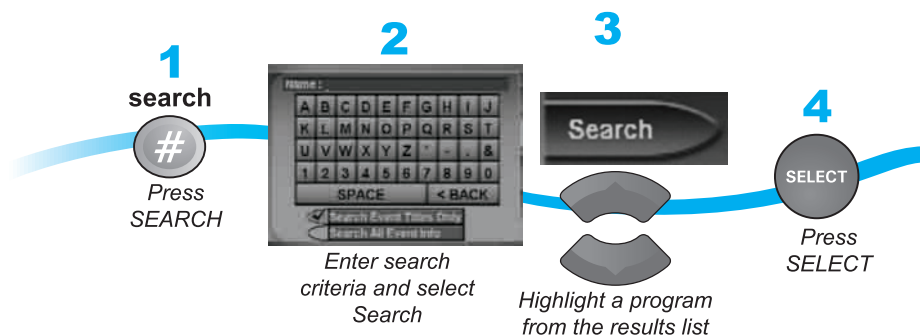 1
search
#
Press
SEARCH
2
Name:
A B C D E F G H I J
K L M N O P Q R S T
U V W X Y Z ' - . &
1 2 3 4 5 6 7 8 9 0
SPACE < BACK
Search Event Titles Only
Search All Event Info
Enter search
criteria and select
Search
3
Search
Highlight a program
from the results list
4
SELECT
Press
SELECT